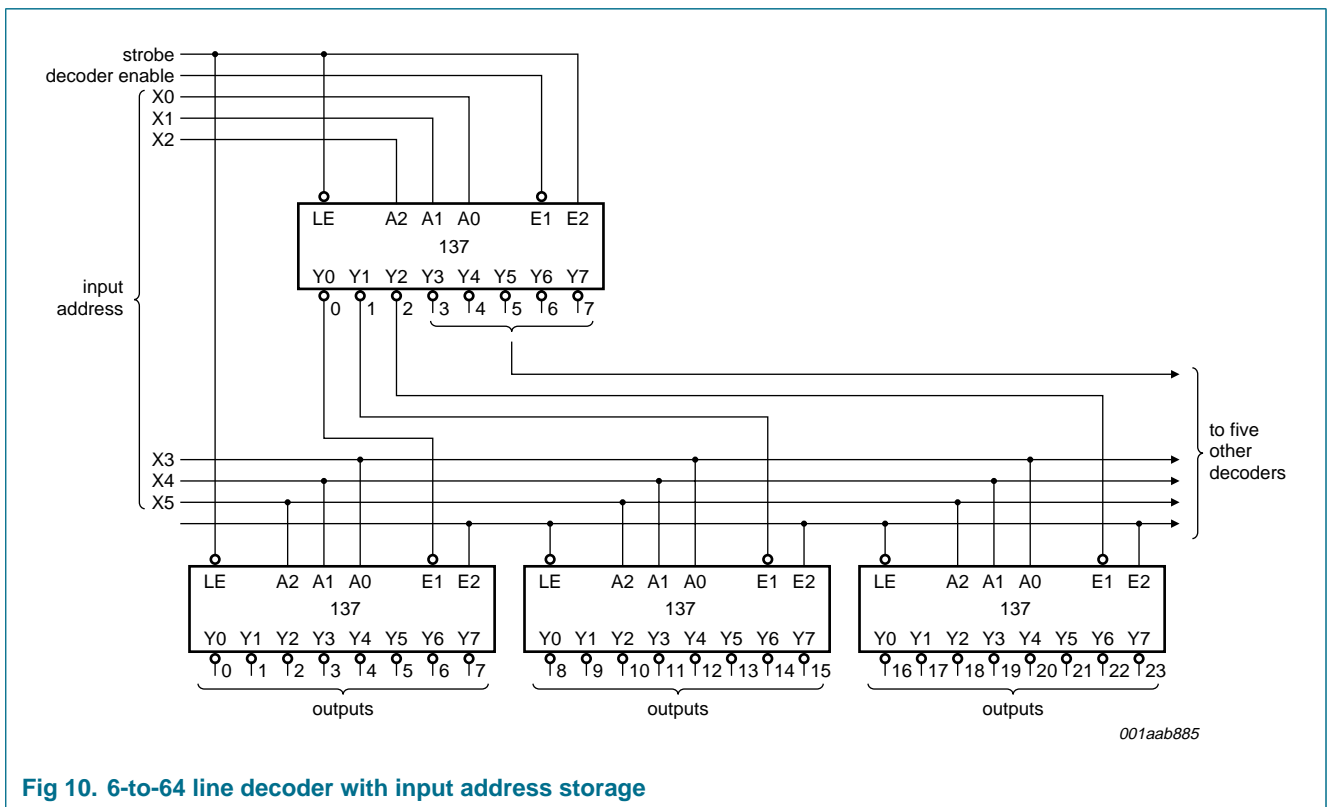 strobe
decoder enable
X0
X1
X2
LE A2 A1 A0 E1 E2
137
Y0 Y1 Y2 Y3 Y4 Y5 Y6 Y7
0 1 2 3 4 5 6 7
input
address
to five
other
decoders
X3
X4
X5
LE A2 A1 A0 E1 E2
137
Y0 Y1 Y2 Y3 Y4 Y5 Y6 Y7
0 1 2 3 4 5 6 7
outputs
LE A2 A1 A0 E1 E2
137
Y0 Y1 Y2 Y3 Y4 Y5 Y6 Y7
8 9 10 11 12 13 14 15
outputs
LE A2 A1 A0 E1 E2
137
Y0 Y1 Y2 Y3 Y4 Y5 Y6 Y7
16 17 18 19 20 21 22 23
outputs
001aab885
Fig 10. 6-to-64 line decoder with input address storage